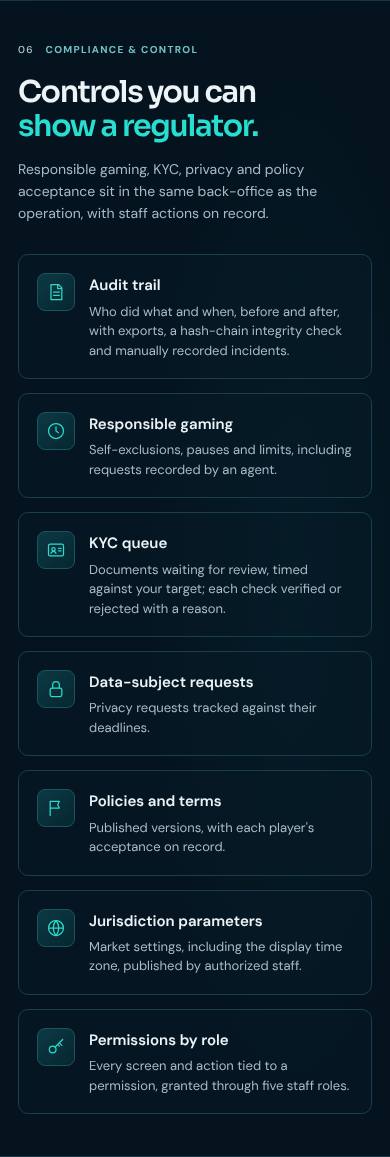 06 COMPLIANCE & CONTROL
Controls you can
show a regulator.
Responsible gaming, KYC, privacy and policy
acceptance sit in the same back-office as the
operation, with staff actions on record.
Audit trail
Who did what and when, before and after,
with exports, a hash-chain integrity check
and manually recorded incidents.
Responsible gaming
Self-exclusions, pauses and limits, including
requests recorded by an agent.
KYC queue
Documents waiting for review, timed
against your target; each check verified or
rejected with a reason.
Data-subject requests
Privacy requests tracked against their
deadlines.
Policies and terms
Published versions, with each player's
acceptance on record.
Jurisdiction parameters
Market settings, including the display time
zone, published by authorized staff.
Permissions by role
Every screen and action tied to a
permission, granted through five staff roles.